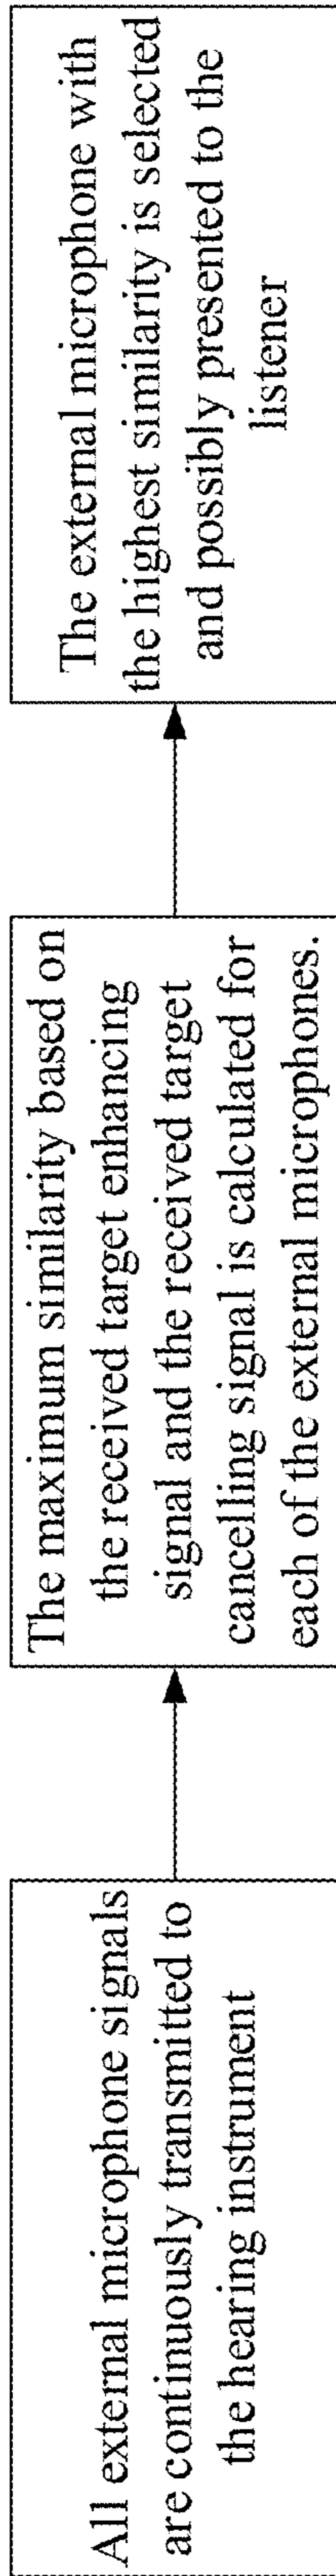 All external microphone signals
are continuously transmitted to
the hearing instrument
The maximum similarity based on
the received target enhancing
signal and the received target
cancelling signal is calculated for
each of the external microphones.
The external microphone with
the highest similarity is selected
and possibly presented to the
listener